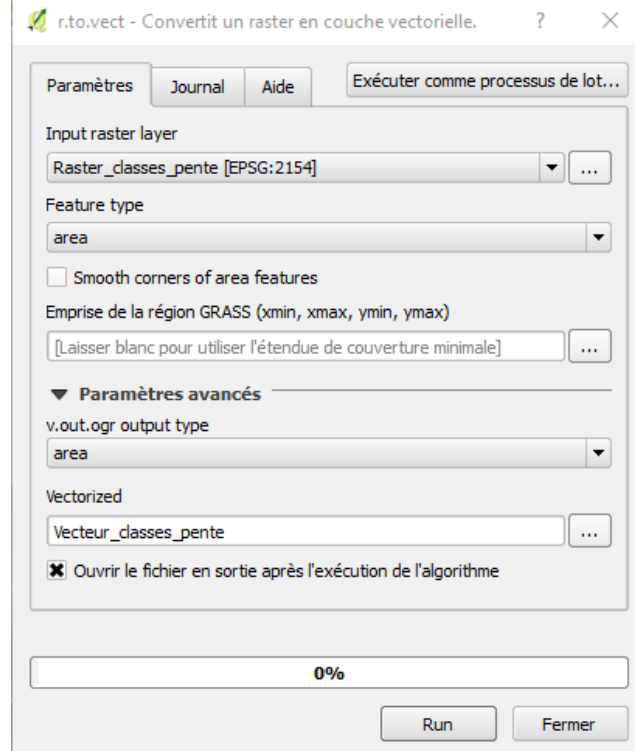 r.to.vect - Convertit un raster en couche vectorielle.
?
Paramètres
Journal
Aide
Exécuter comme processus de lot...
Input raster layer
Raster_classes_pente [EPSG:2154]
...
Feature type
area
Smooth corners of area features
Emprise de la région GRASS (xmin, xmax, ymin, ymax)
[Laisser blanc pour utiliser l'étendue de couverture minimale]
...
Paramètres avancés
v.out.ogr output type
area
Vectorized
Vecteur_classes_pente
...
Ouvrir le fichier en sortie après l'exécution de l'algorithme
0%
Run
Fermer